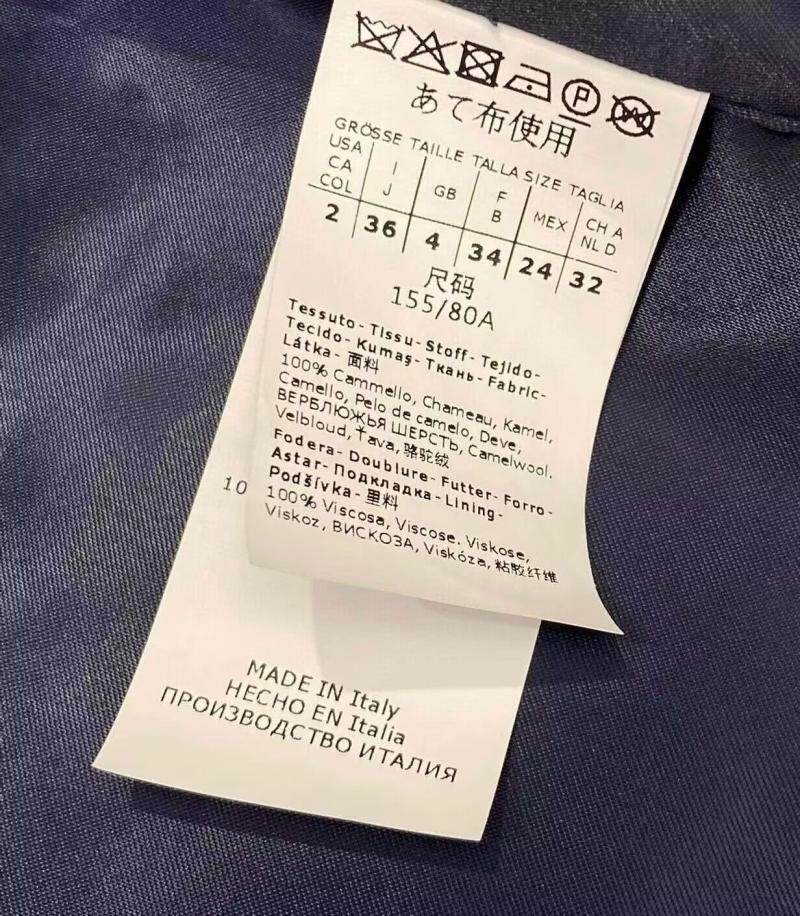 P
W
あて布使用
GRÖSSE TAILLE TALLA SIZE TAGLIA
USA CA COL
I J
GB
F B
MEX
CH A NL D
2 36 4 34 24 32
尺码
155/80A
Tessuto - Tissu - Stoff - Tejido -
Tecido - Kumaş - Ткань - Fabric -
Látka - 面料
100% Cammello, Chameau, Kamel,
Camello, Pelo de camelo, Deve,
ВЕРБЛЮЖЬЯ ШЕРСТЬ, Camelwool.
Velbloud, Ťava, 骆驼绒
Fodera - Doublure - Futter - Forro -
Astar - Подкладка - Lining -
Podšívka - 里料
100% Viscosa, Viscose. Viskose,
Viskoz, ВИСКОЗА, Viskóza, 粘胶纤维
10
MADE IN Italy
HECHO EN Italia
ПРОИЗВОДСТВО ИТАЛИЯ